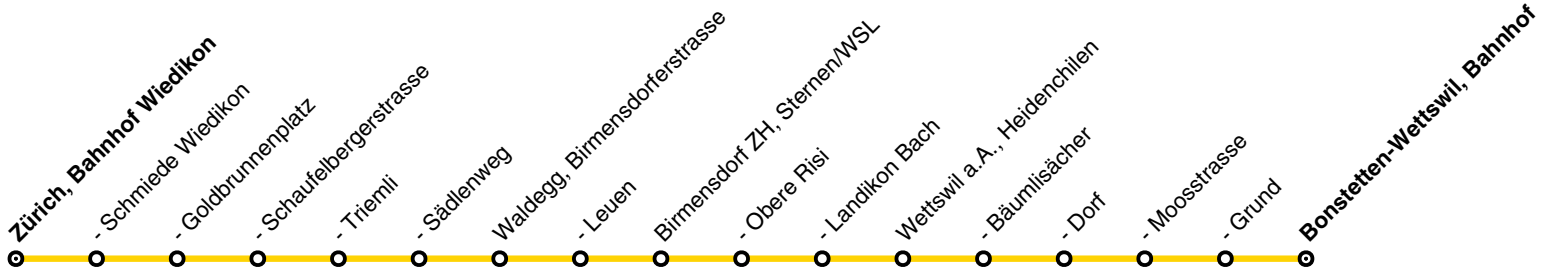 Zürich, Bahnhof Wiedikon
- Schmiede Wiedikon
- Goldbrunnenplatz
- Schaufelbergerstrasse
- Triemli
- Sädlenweg
Waldegg, Birmensdorferstrasse
- Leuen
Birmensdorf ZH, Sternen/WSL
- Obere Risi
- Landikon Bach
Wettswil a.A., Heidenchilen
- Bäumlisächer
- Dorf
- Moosstrasse
- Grund
Bonstetten-Wettswil, Bahnhof